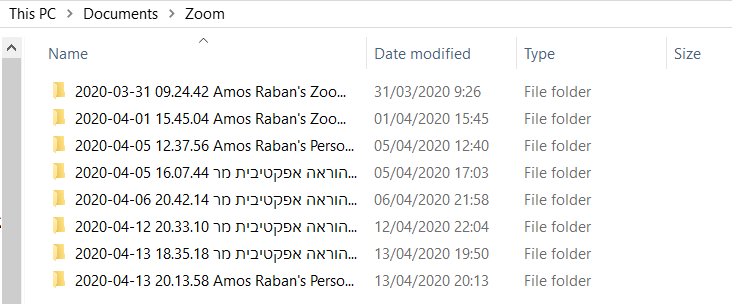 This PC > Documents > Zoom
Name Date modified Type Size
2020-03-31 09.24.42 Amos Raban's Zoo... 31/03/2020 9:26 File folder
2020-04-01 15.45.04 Amos Raban's Zoo... 01/04/2020 15:45 File folder
2020-04-05 12.37.56 Amos Raban's Perso... 05/04/2020 12:40 File folder
2020-04-05 16.07.44 הוראה אפקטיבית מר... 05/04/2020 17:03 File folder
2020-04-06 20.42.14 הוראה אפקטיבית מר... 06/04/2020 21:58 File folder
2020-04-12 20.33.10 הוראה אפקטיבית מר... 12/04/2020 22:04 File folder
2020-04-13 18.35.18 הוראה אפקטיבית מר... 13/04/2020 19:50 File folder
2020-04-13 20.13.58 Amos Raban's Perso... 13/04/2020 20:13 File folder